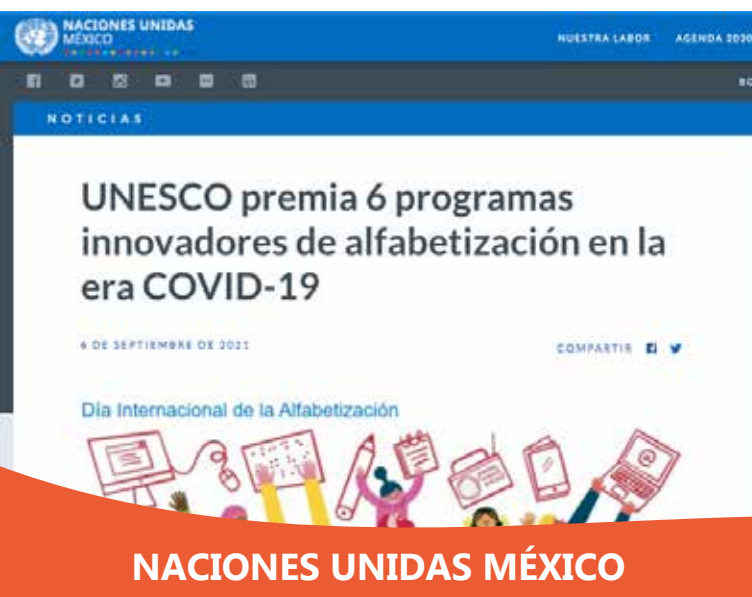 NACIONES UNIDAS
MÉXICO
NUESTRA LABOR AGENDA 2030
NOTICIAS
UNESCO premia 6 programas
innovadores de alfabetización en la
era COVID-19
6 DE SEPTIEMBRE DE 2021 COMPARTIR
Día Internacional de la Alfabetización
NACIONES UNIDAS MÉXICO